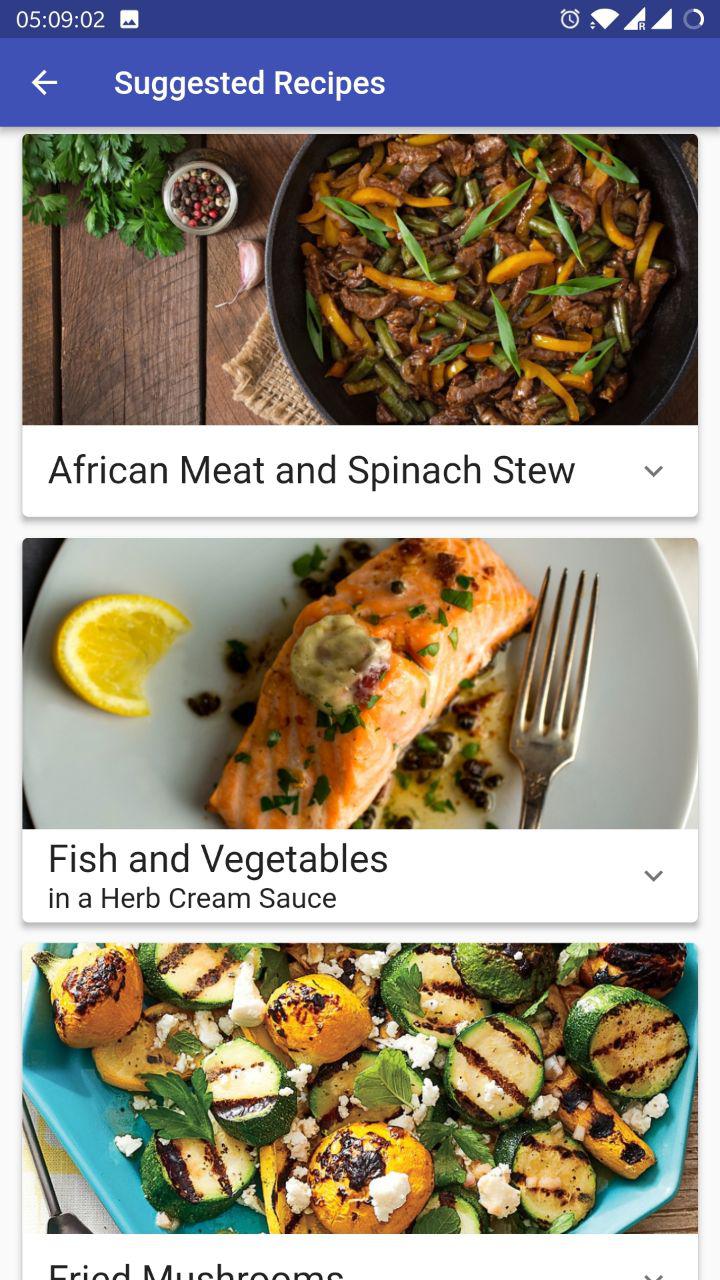 05:09:02
Suggested Recipes
African Meat and Spinach Stew
Fish and Vegetables
in a Herb Cream Sauce
Fried Mushrooms